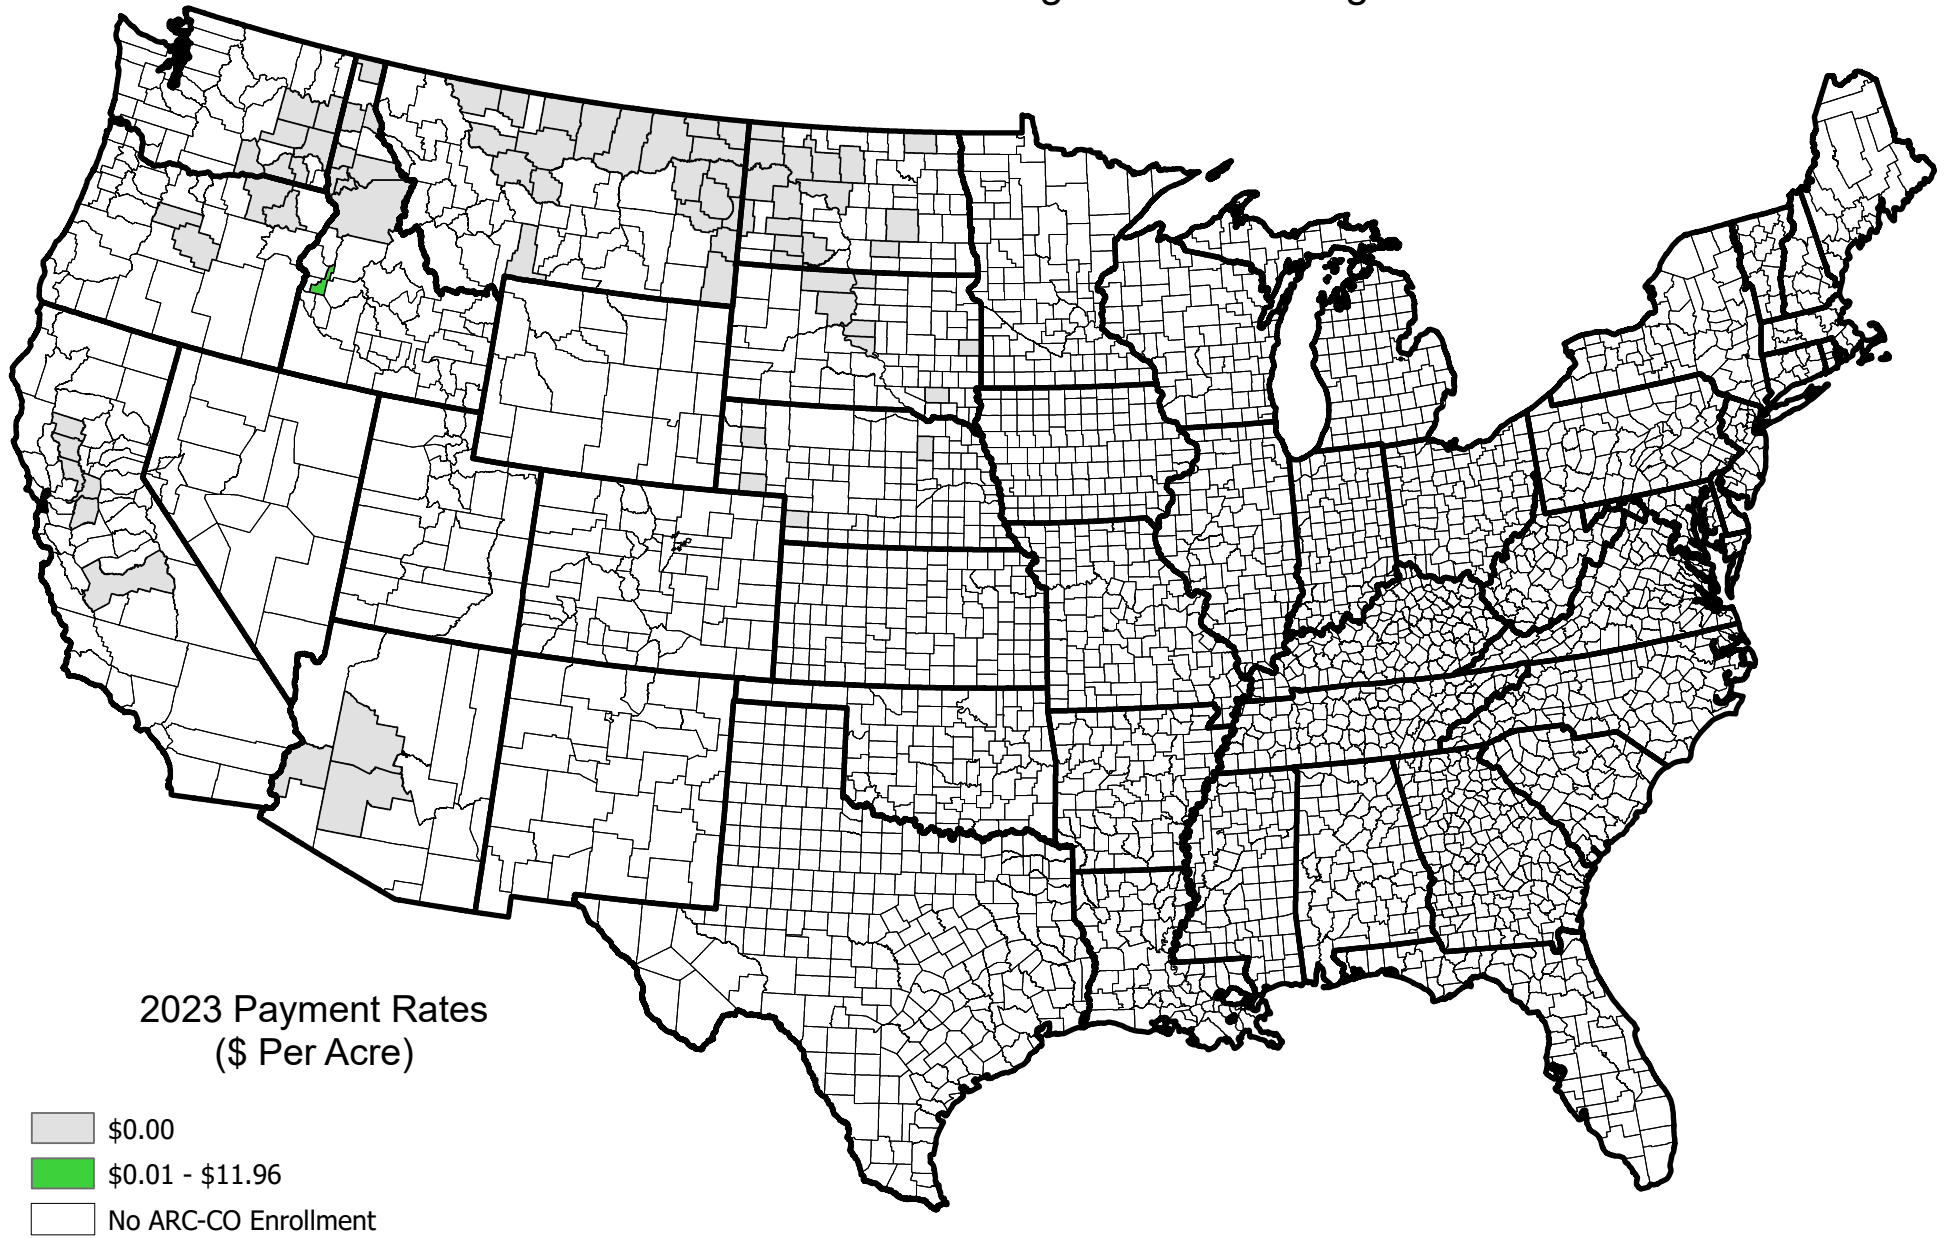 2023 Payment Rates
($ Per Acre)
$0.00
$0.01 - $11.96
No ARC-CO Enrollment